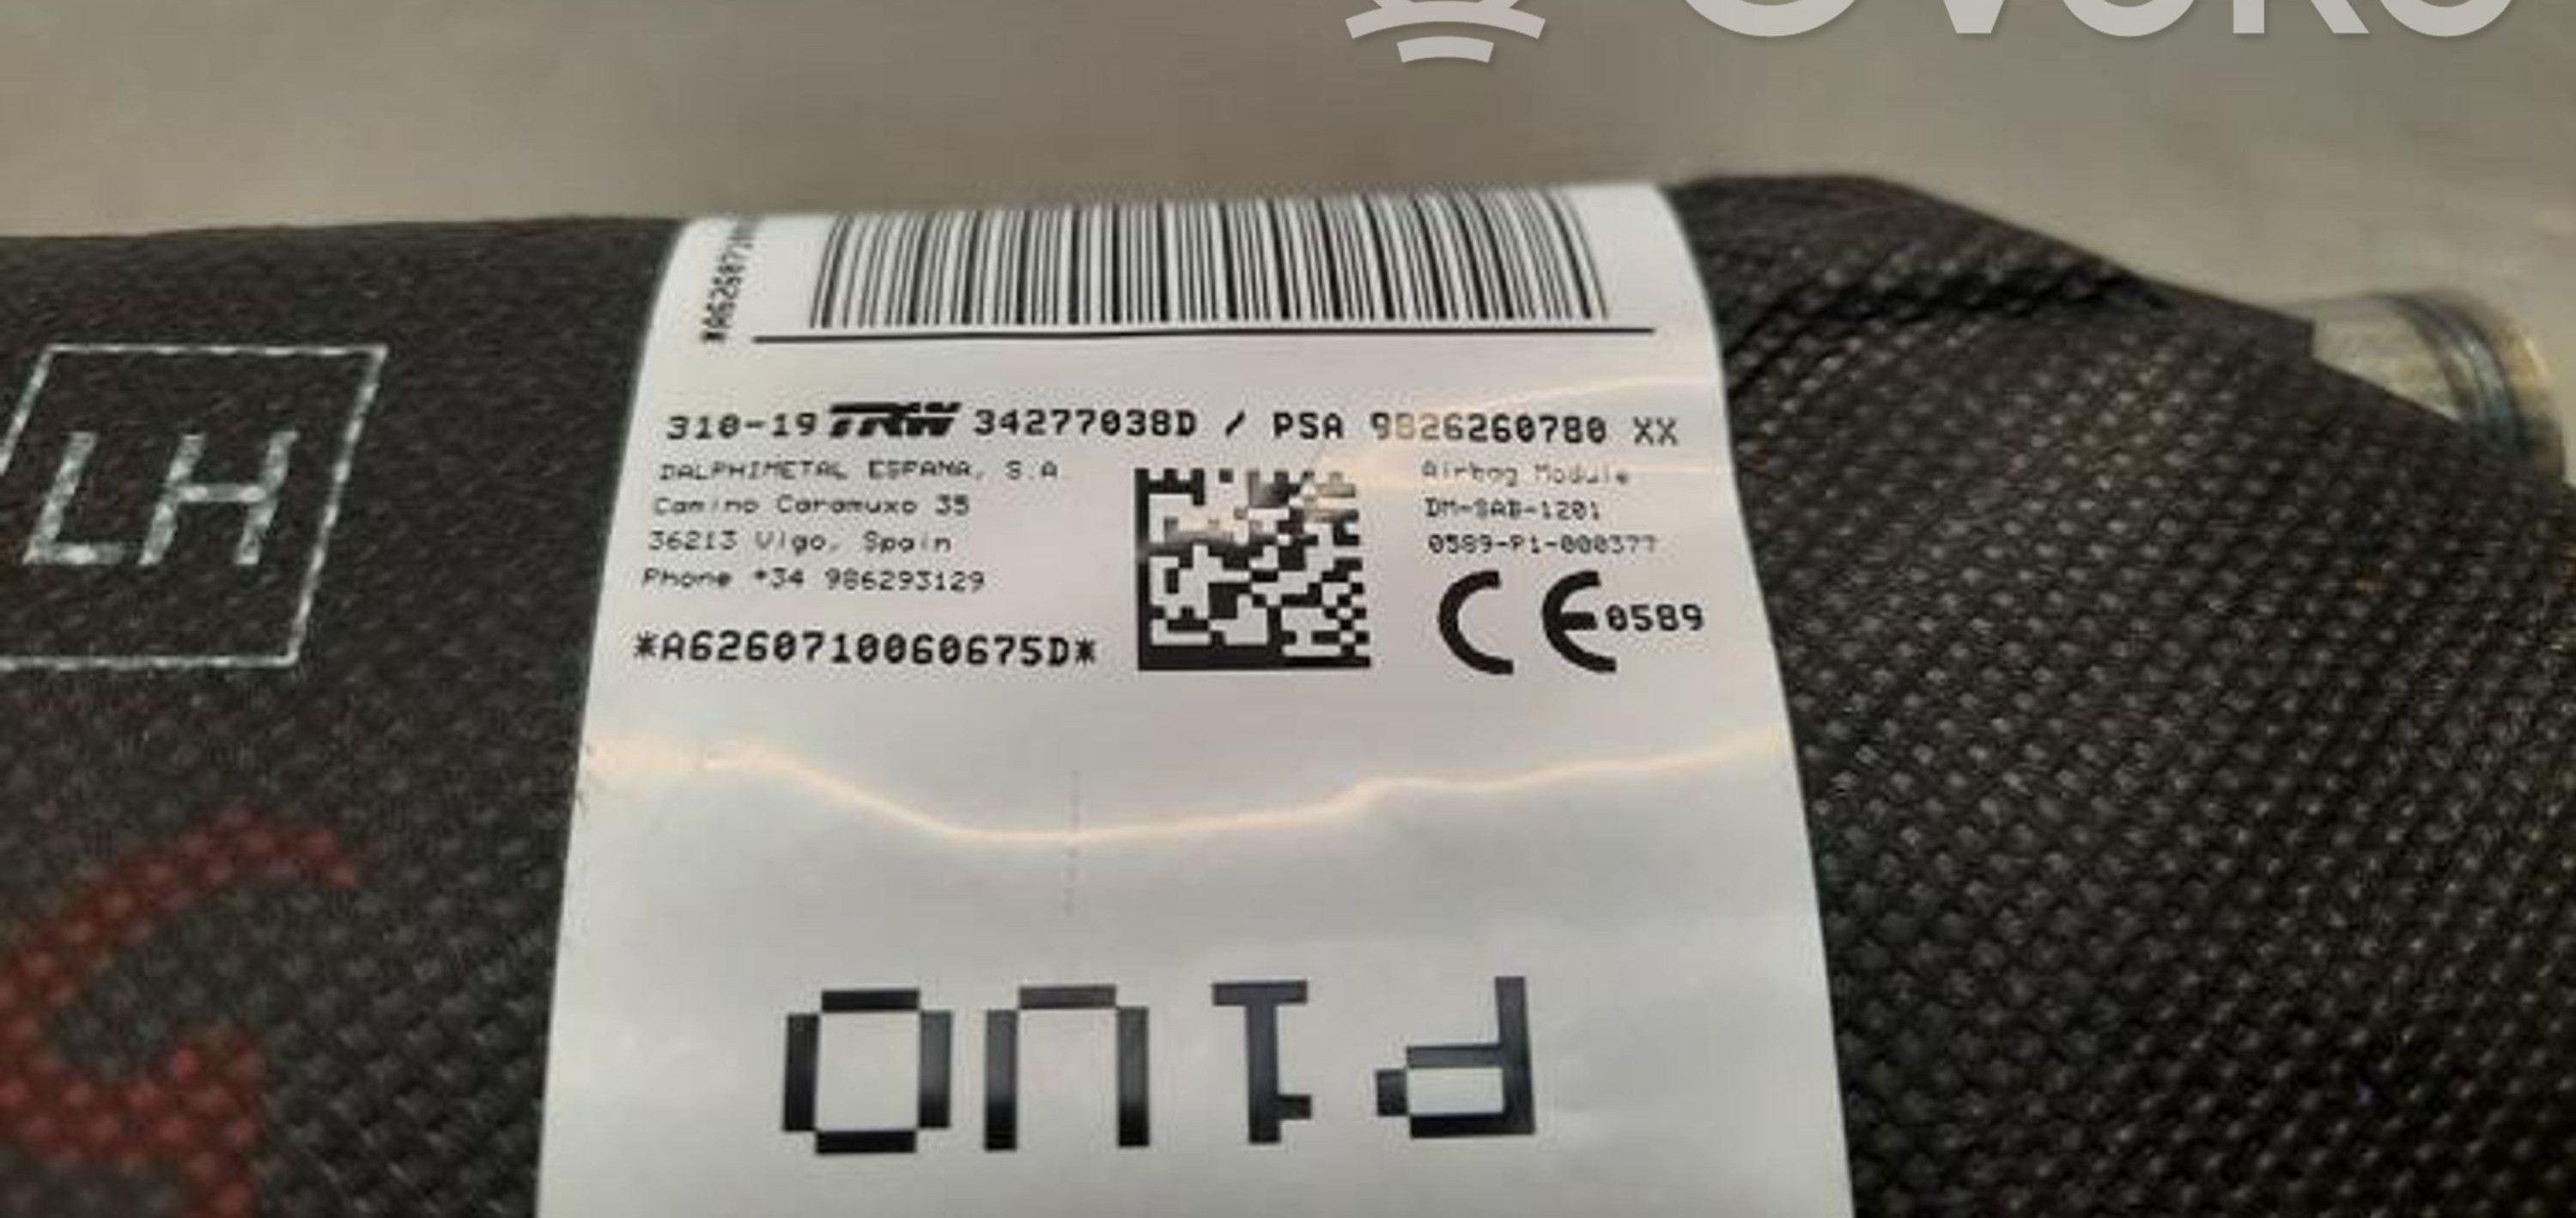 LH
310-19 TRW 34277038D / PSA 9826260780 XX
DALPHIMETAL ESPANA, S.A.
Camino Caramuxo 35
36213 Vigo, Spain
Phone +34 986293129
*A6260710060675D*
Airbag Module
DM-SAB-1201
0589-P1-000377
CE 0589
P1U0